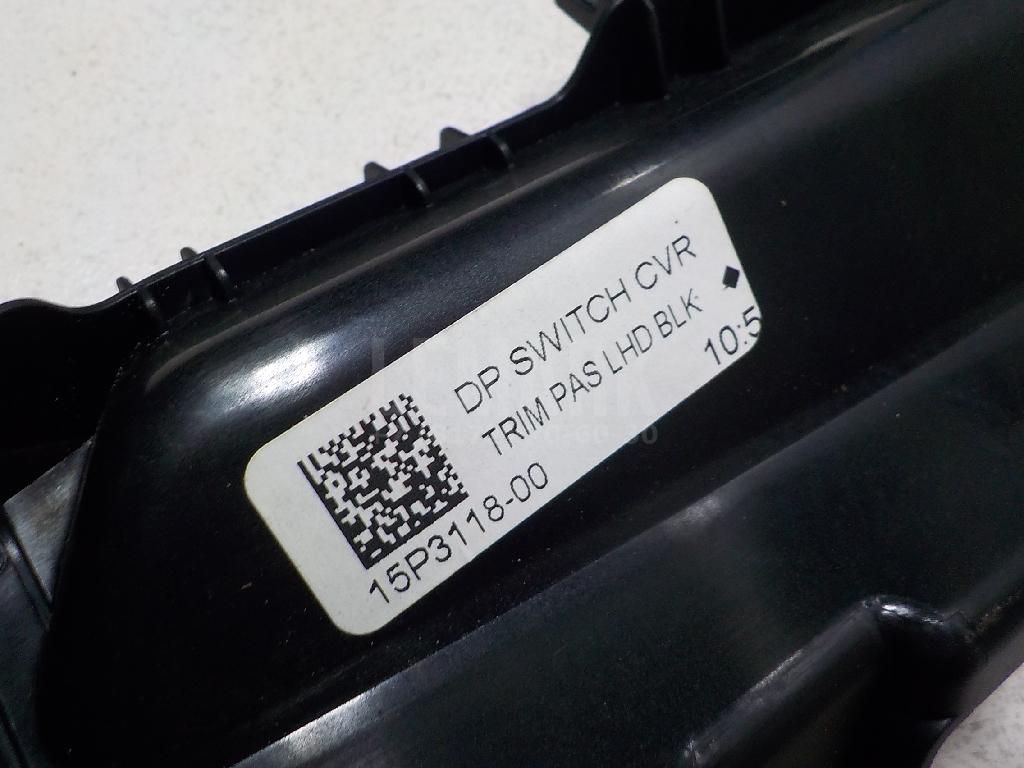 DP SWITCH CVR
TRIM PAS LHD BLK
10:5
15P3118-00